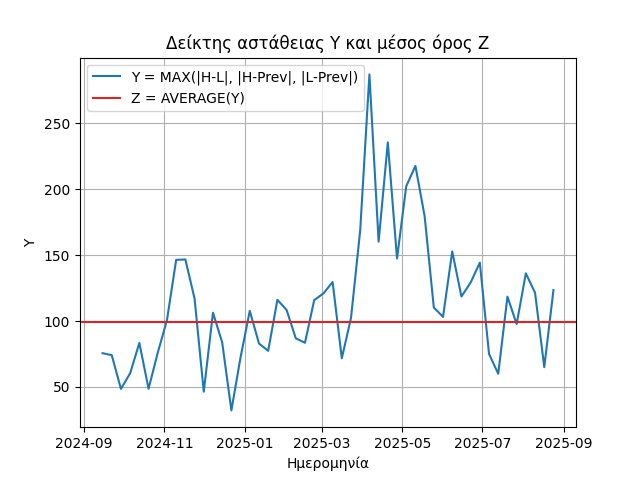 Δείκτης αστάθειας Y και μέσος όρος Z
Y = MAX(|H-L|, |H-Prev|, |L-Prev|)
Z = AVERAGE(Y)
Y
250
200
150
100
50
2024-09 2024-11 2025-01 2025-03 2025-05 2025-07 2025-09
Ημερομηνία